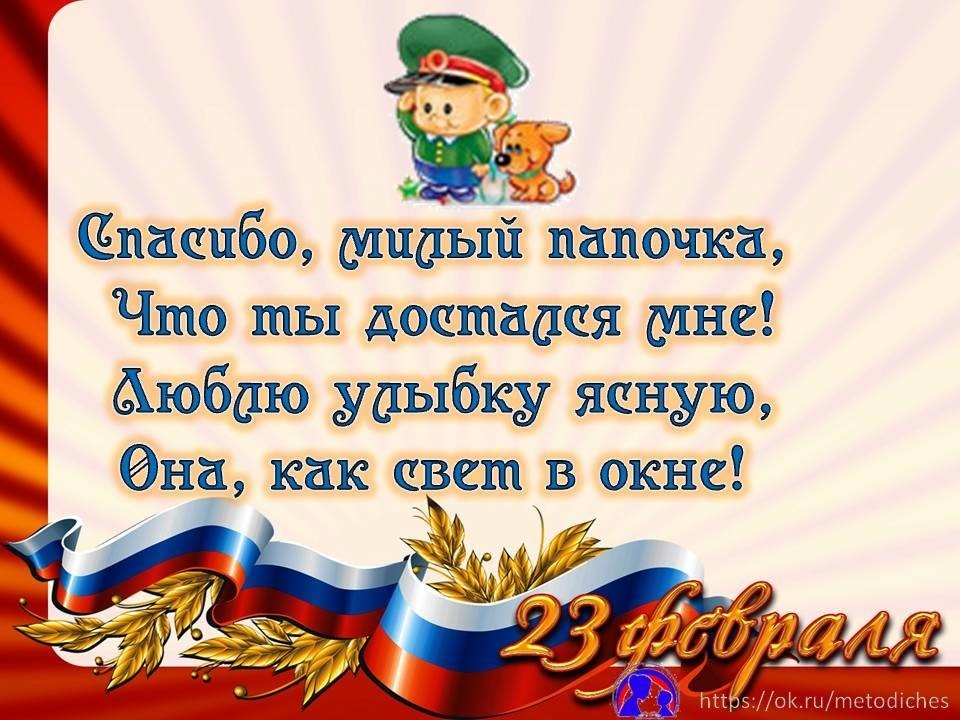 Спасибо, милый папочка,
Что ты достался мне!
Люблю улыбку ясную,
Она, как свет в окне!
23 февраля
https://ok.ru/metodiches